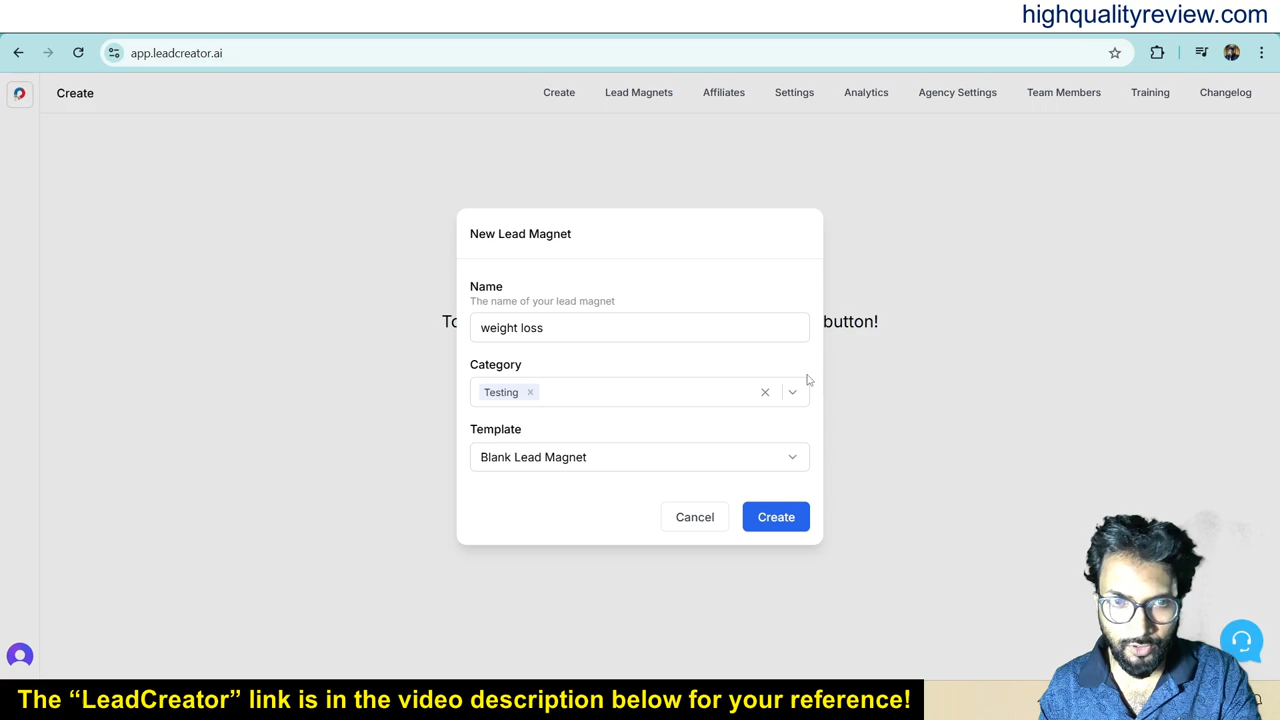 highqualityreview.com
app.leadcreator.ai
Create
Create
Lead Magnets
Affiliates
Settings
Analytics
Agency Settings
Team Members
Training
Changelog
New Lead Magnet
Name
The name of your lead magnet
button!
weight loss
Category
Testing
Template
Blank Lead Magnet
Cancel
Create
The “LeadCreator” link is in the video description below for your reference!